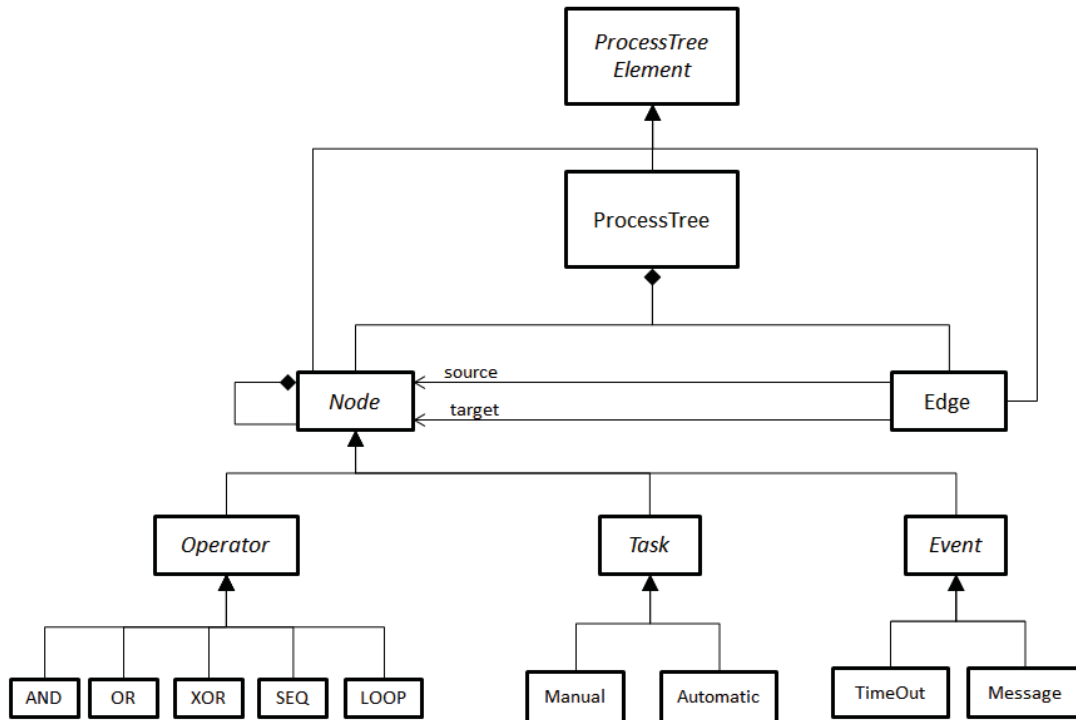 ProcessTree
Element
ProcessTree
source
Node
Edge
target
Operator
Task
Event
AND
OR
XOR
SEQ
LOOP
Manual
Automatic
TimeOut
Message